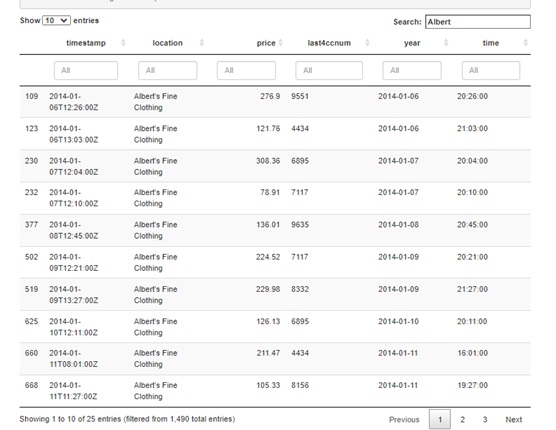 Show 10 entries Search: Albert
timestamp location price last4ccnum year time
All All All All All All
109 2014-01-06T12:26:00Z Albert's Fine Clothing 276.9 9551 2014-01-06 20:26:00
123 2014-01-06T13:03:00Z Albert's Fine Clothing 121.76 4434 2014-01-06 21:03:00
230 2014-01-07T12:04:00Z Albert's Fine Clothing 308.36 6895 2014-01-07 20:04:00
232 2014-01-07T12:10:00Z Albert's Fine Clothing 78.91 7117 2014-01-07 20:10:00
377 2014-01-08T12:45:00Z Albert's Fine Clothing 136.01 9635 2014-01-08 20:45:00
502 2014-01-09T12:21:00Z Albert's Fine Clothing 224.52 7117 2014-01-09 20:21:00
519 2014-01-09T13:27:00Z Albert's Fine Clothing 229.98 8332 2014-01-09 21:27:00
625 2014-01-10T12:11:00Z Albert's Fine Clothing 126.13 6895 2014-01-10 20:11:00
660 2014-01-11T08:01:00Z Albert's Fine Clothing 211.47 4434 2014-01-11 16:01:00
668 2014-01-11T11:27:00Z Albert's Fine Clothing 105.33 8156 2014-01-11 19:27:00
Showing 1 to 10 of 25 entries (filtered from 1,490 total entries) Previous 1 2 3 Next